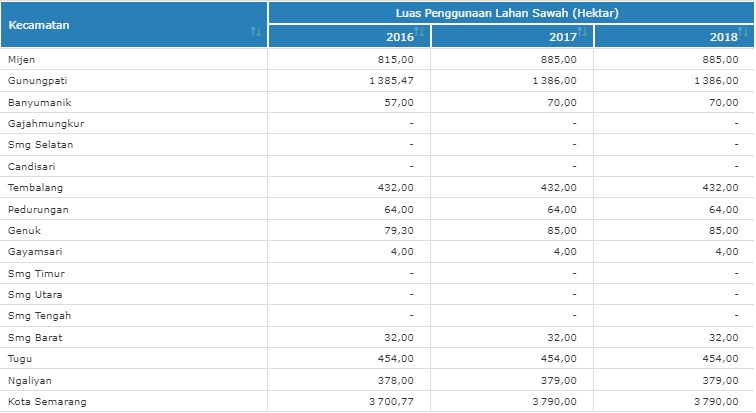 Kecamatan Luas Penggunaan Lahan Sawah (Hektar)
2016 2017 2018
Mijen 815,00 885,00 885,00
Gunungpati 1 385,47 1 386,00 1 386,00
Banyumanik 57,00 70,00 70,00
Gajahmungkur - - -
Smg Selatan - - -
Candisari - - -
Tembalang 432,00 432,00 432,00
Pedurungan 64,00 64,00 64,00
Genuk 79,30 85,00 85,00
Gayamsari 4,00 4,00 4,00
Smg Timur - - -
Smg Utara - - -
Smg Tengah - - -
Smg Barat 32,00 32,00 32,00
Tugu 454,00 454,00 454,00
Ngaliyan 378,00 379,00 379,00
Kota Semarang 3 700,77 3 790,00 3 790,00